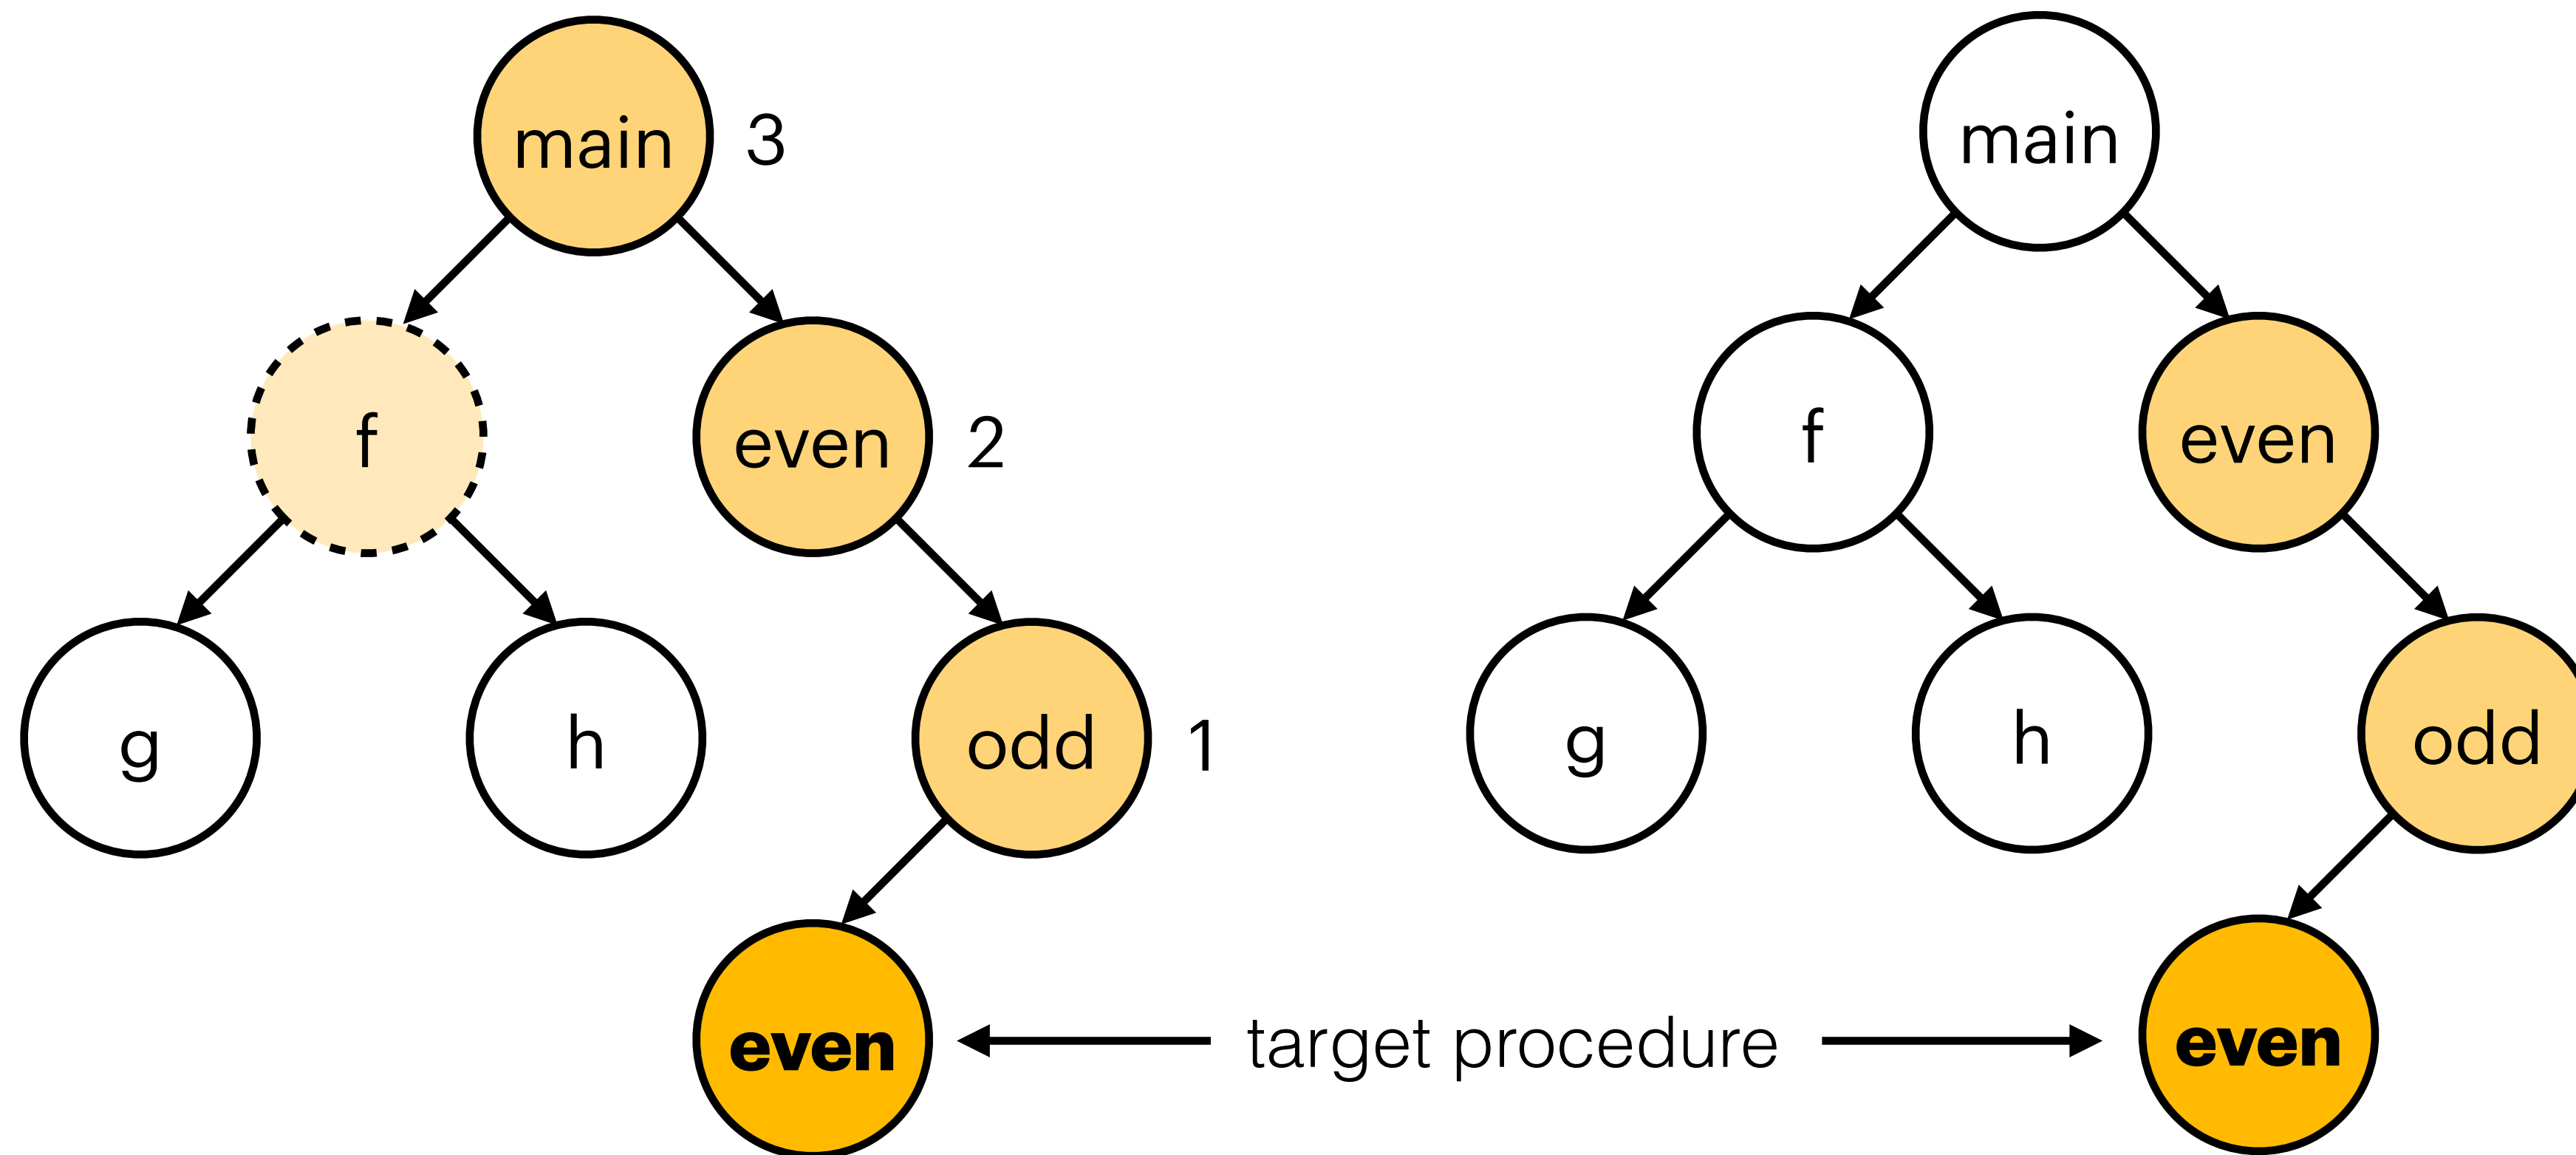 main 3
main
f
even 2
f
even
g
h
odd 1
g
h
odd
even
target procedure
even